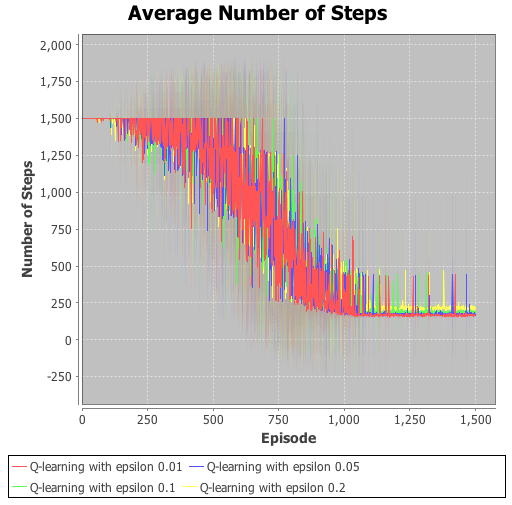 Average Number of Steps
2,000
1,750
1,500
1,250
1,000
750
500
250
0
-250
Number of Steps
0 250 500 750 1,000 1,250 1,500
Episode
Q-learning with epsilon 0.01 Q-learning with epsilon 0.05
Q-learning with epsilon 0.1 Q-learning with epsilon 0.2